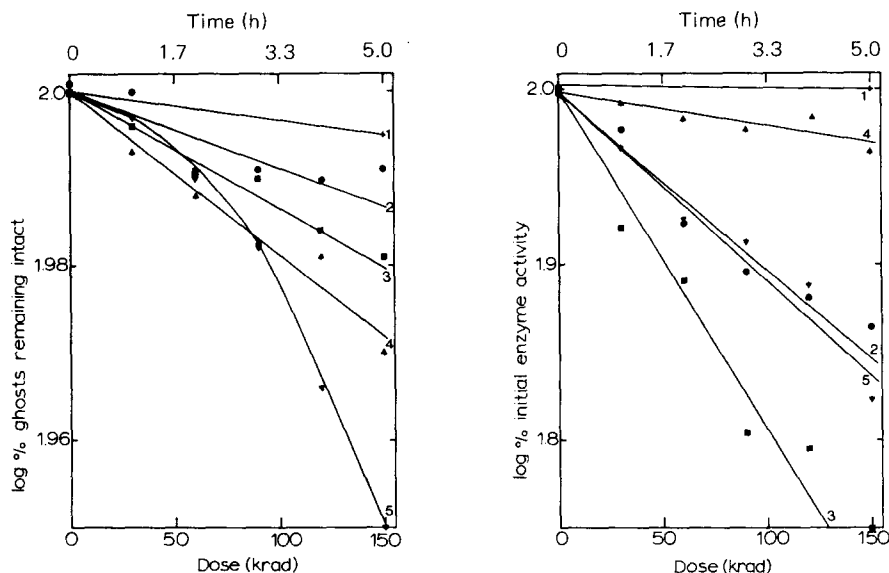 Time (h)
0 1.7 3.3 5.0
2.0
1.98
1.96
log % ghosts remaining intact
1
2
3
4
5
0 50 100 150
Dose (krad)
Time (h)
0 1.7 3.3 5.0
2.0
1.9
1.8
log % initial enzyme activity
1
4
2
5
3
0 50 100 150
Dose (krad)